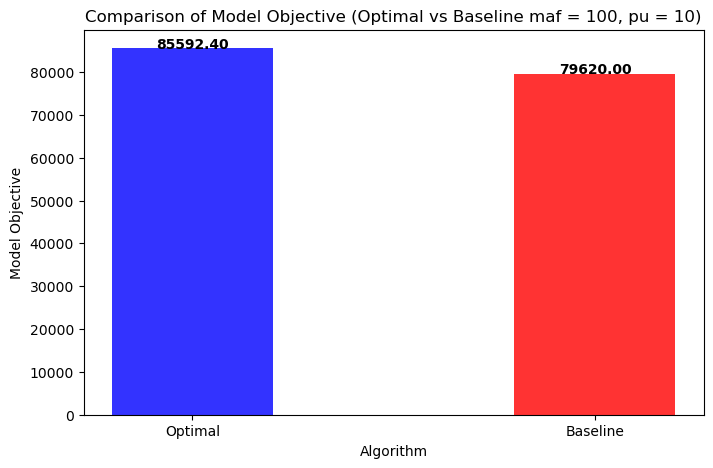 Comparison of Model Objective (Optimal vs Baseline maf = 100, pu = 10)
85592.40
79620.00
80000
70000
60000
50000
40000
30000
20000
10000
0
Model Objective
Optimal
Baseline
Algorithm